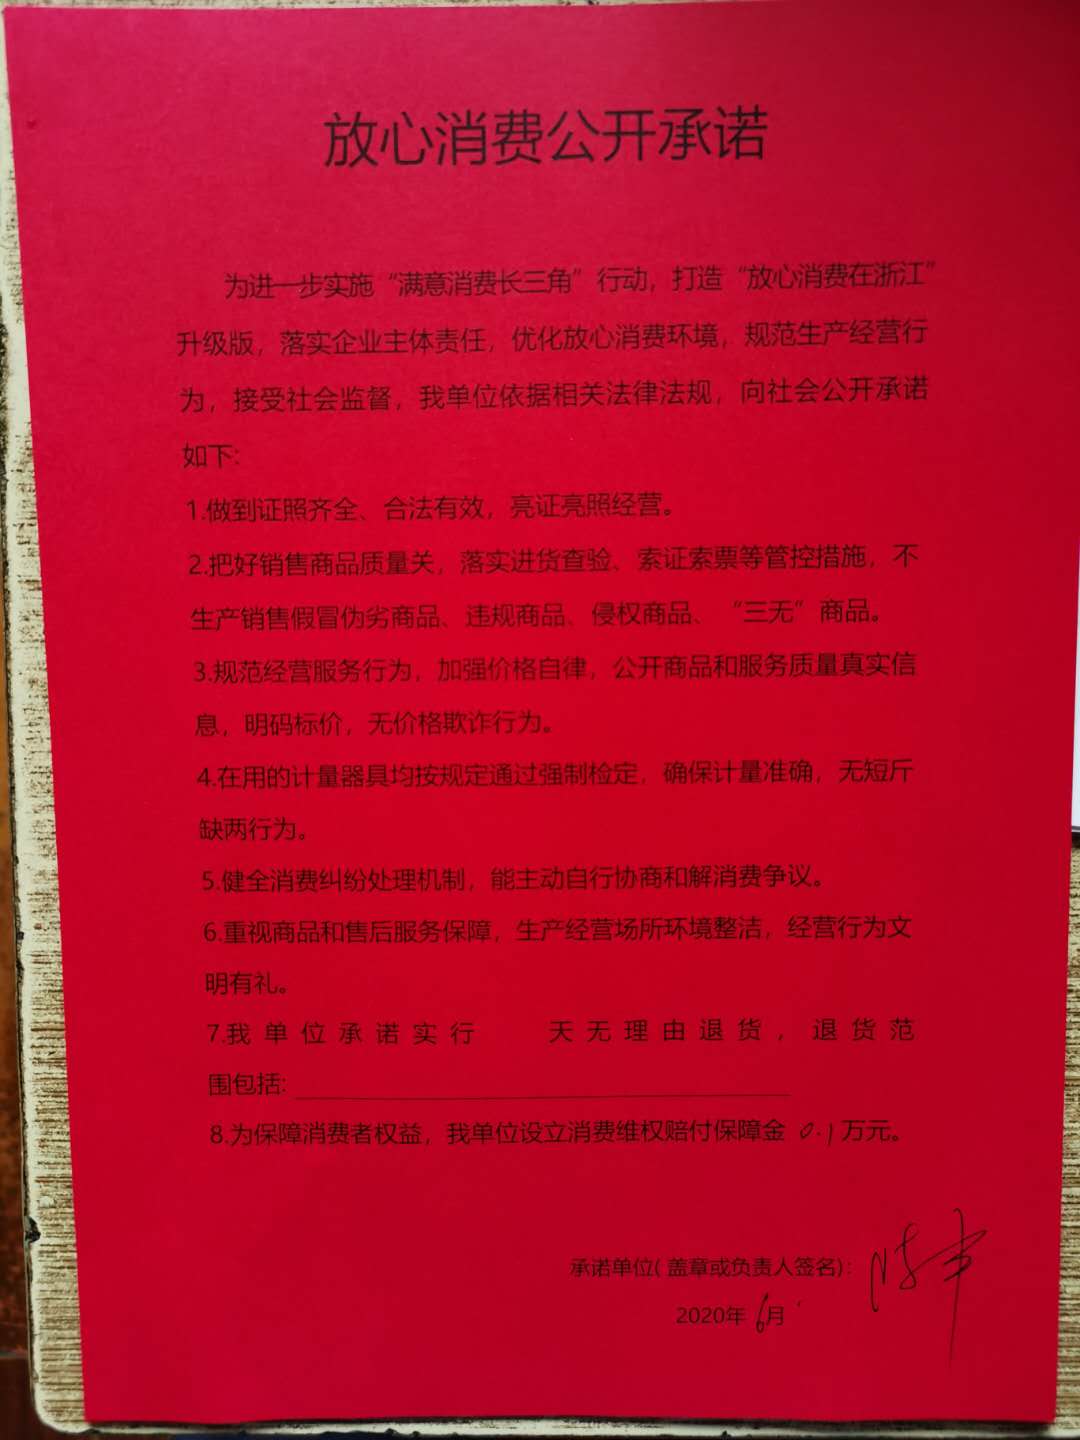 放心消费公开承诺
为进一步实施“满意消费长三角”行动，打造“放心消费在浙江”
升级版，落实企业主体责任，优化放心消费环境，规范生产经营行
为，接受社会监督，我单位依据相关法律法规，向社会公开承诺
如下:
1.做到证照齐全、合法有效，亮证亮照经营。
2.把好销售商品质量关，落实进货查验、索证索票等管控措施，不
生产销售假冒伪劣商品、违规商品、侵权商品、“三无”商品。
3.规范经营服务行为，加强价格自律，公开商品和服务质量真实信
息，明码标价，无价格欺诈行为。
4.在用的计量器具均按规定通过强制检定，确保计量准确，无短斤
缺两行为。
5.健全消费纠纷处理机制，能主动自行协商和解消费争议。
6.重视商品和售后服务保障，生产经营场所环境整洁，经营行为文
明有礼。
7.我单位承诺实行 天无理由退货，退货范
围包括:
8.为保障消费者权益，我单位设立消费维权赔付保障金 0.1 万元。
承诺单位( 盖章或负责人签名):
2020年 6月